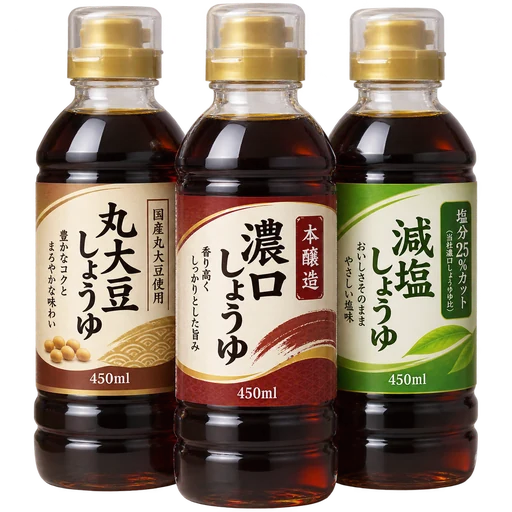 国産丸大豆使用
丸大豆
しょうゆ
豊かなコクと
まろやかな味わい
450ml
本醸造
濃口
しょうゆ
香り高く
しっかりとした旨み
450ml
塩分25%カット
(当社濃口しょうゆ比)
減塩
しょうゆ
おいしさそのまま
やさしい塩味
450ml